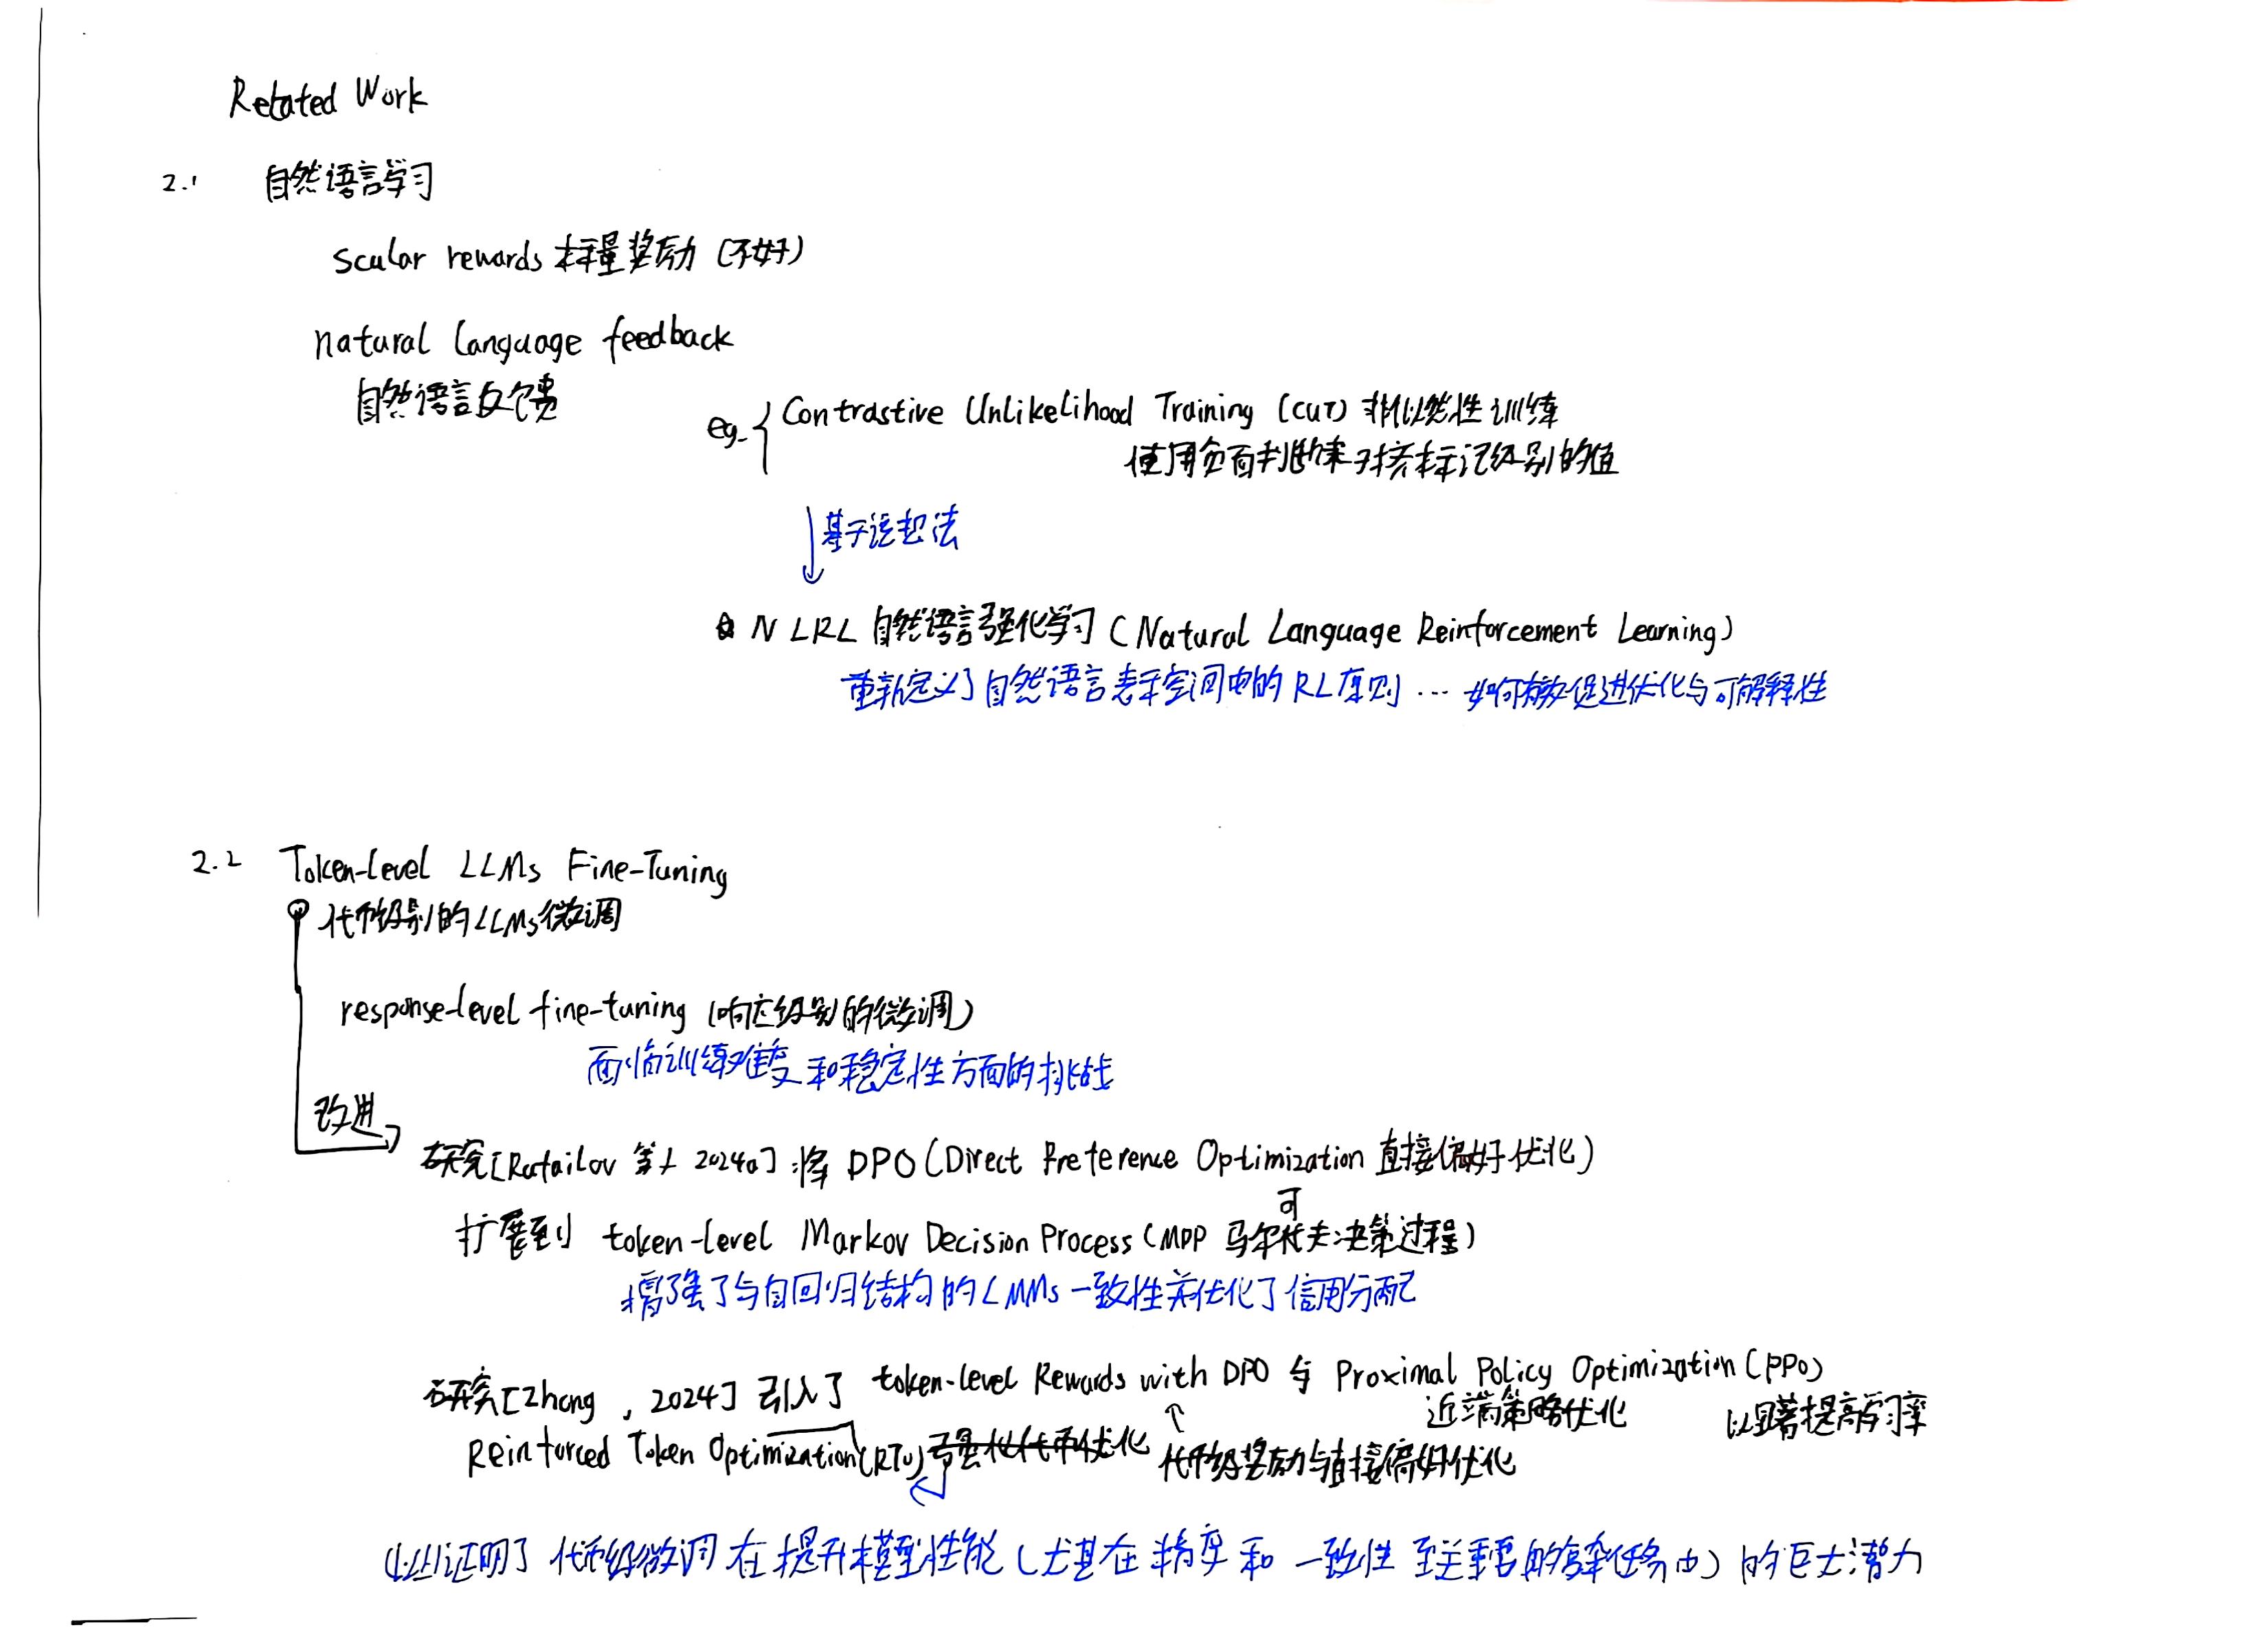 Related Work
2.1 自然语言学习
Scalar rewards 标量奖励 (不好)
natural language feedback
自然语言反馈
eg. { Contrastive Unlikelihood Training (CUT) 非似然性训练
使用负面判断来对齐标记级别的值
↓ 基于该想法
NLRL 自然语言强化学习 (Natural Language Reinforcement Learning)
重新定义了自然语言表示空间中的 RL 原则 … 如何有效促进优化与可解释性
2.2 Token-level LLMs Fine-Tuning
代币级别的LLMs微调
response-level fine-tuning (响应级别的微调)
面临训练难度和稳定性方面的挑战
改进
研究[Rafailov 等人 2024a] 将 DPO (Direct Preference Optimization 直接偏好优化)
扩展到 token-level Markov Decision Process (MDP 马尔可夫决策过程)
增强了与自回归结构的LMMs一致性并优化了信用分配
研究[Zhong , 2024] 引入了 token-level Rewards with DPO 与 Proximal Policy Optimization (PPO)
近端策略优化 以显著提高学习率
Reinforced Token Optimization (RTO) 强化代币优化 代币级奖励与直接偏好优化
以上证明了代币级微调在提升模型性能(尤其在精度和一致性至关重要的复杂任务中)的巨大潜力